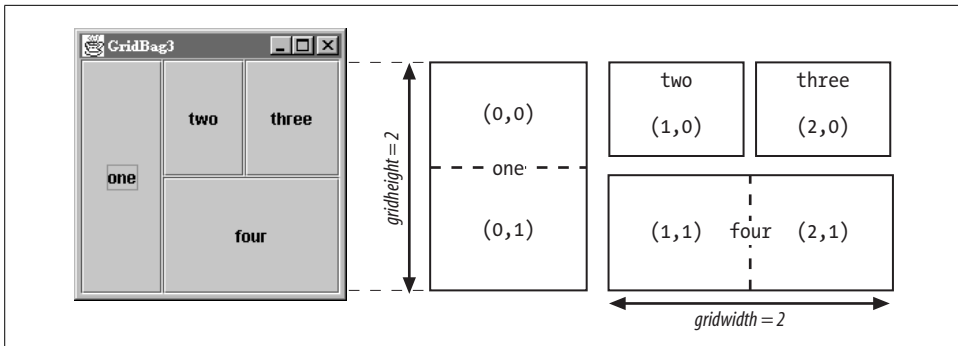 GridBag3
one
two
three
four
gridheight = 2
(0,0)
one
(0,1)
two
(1,0)
three
(2,0)
(1,1) four (2,1)
gridwidth = 2